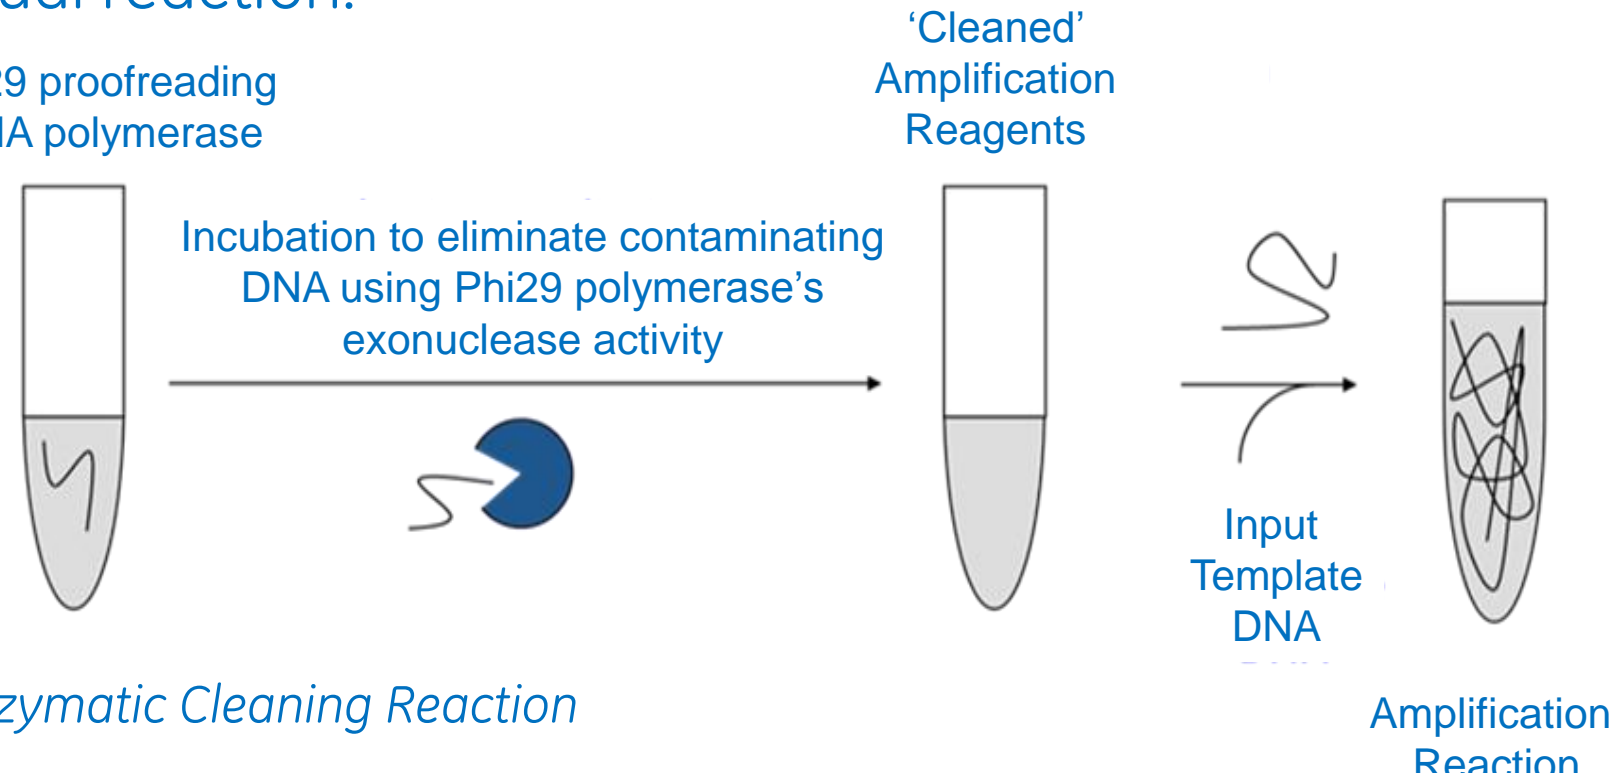 reaction.
29 proofreading
polymerase
'Cleaned'
Amplification
Reagents
Incubation to eliminate contaminating
DNA using Phi29 polymerase's
exonuclease activity
Input
Template
DNA
zymatic Cleaning Reaction
Amplification
Reaction